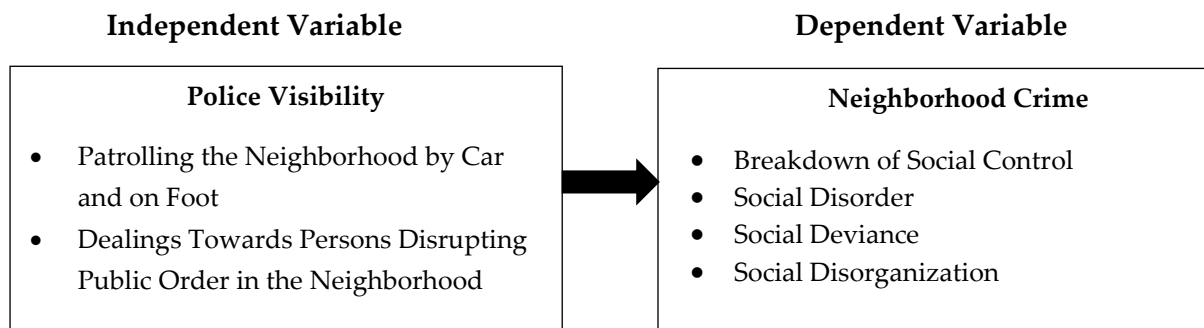 Independent Variable
Dependent Variable
Police Visibility
• Patrolling the Neighborhood by Car
and on Foot
• Dealings Towards Persons Disrupting
Public Order in the Neighborhood
Neighborhood Crime
• Breakdown of Social Control
• Social Disorder
• Social Deviance
• Social Disorganization